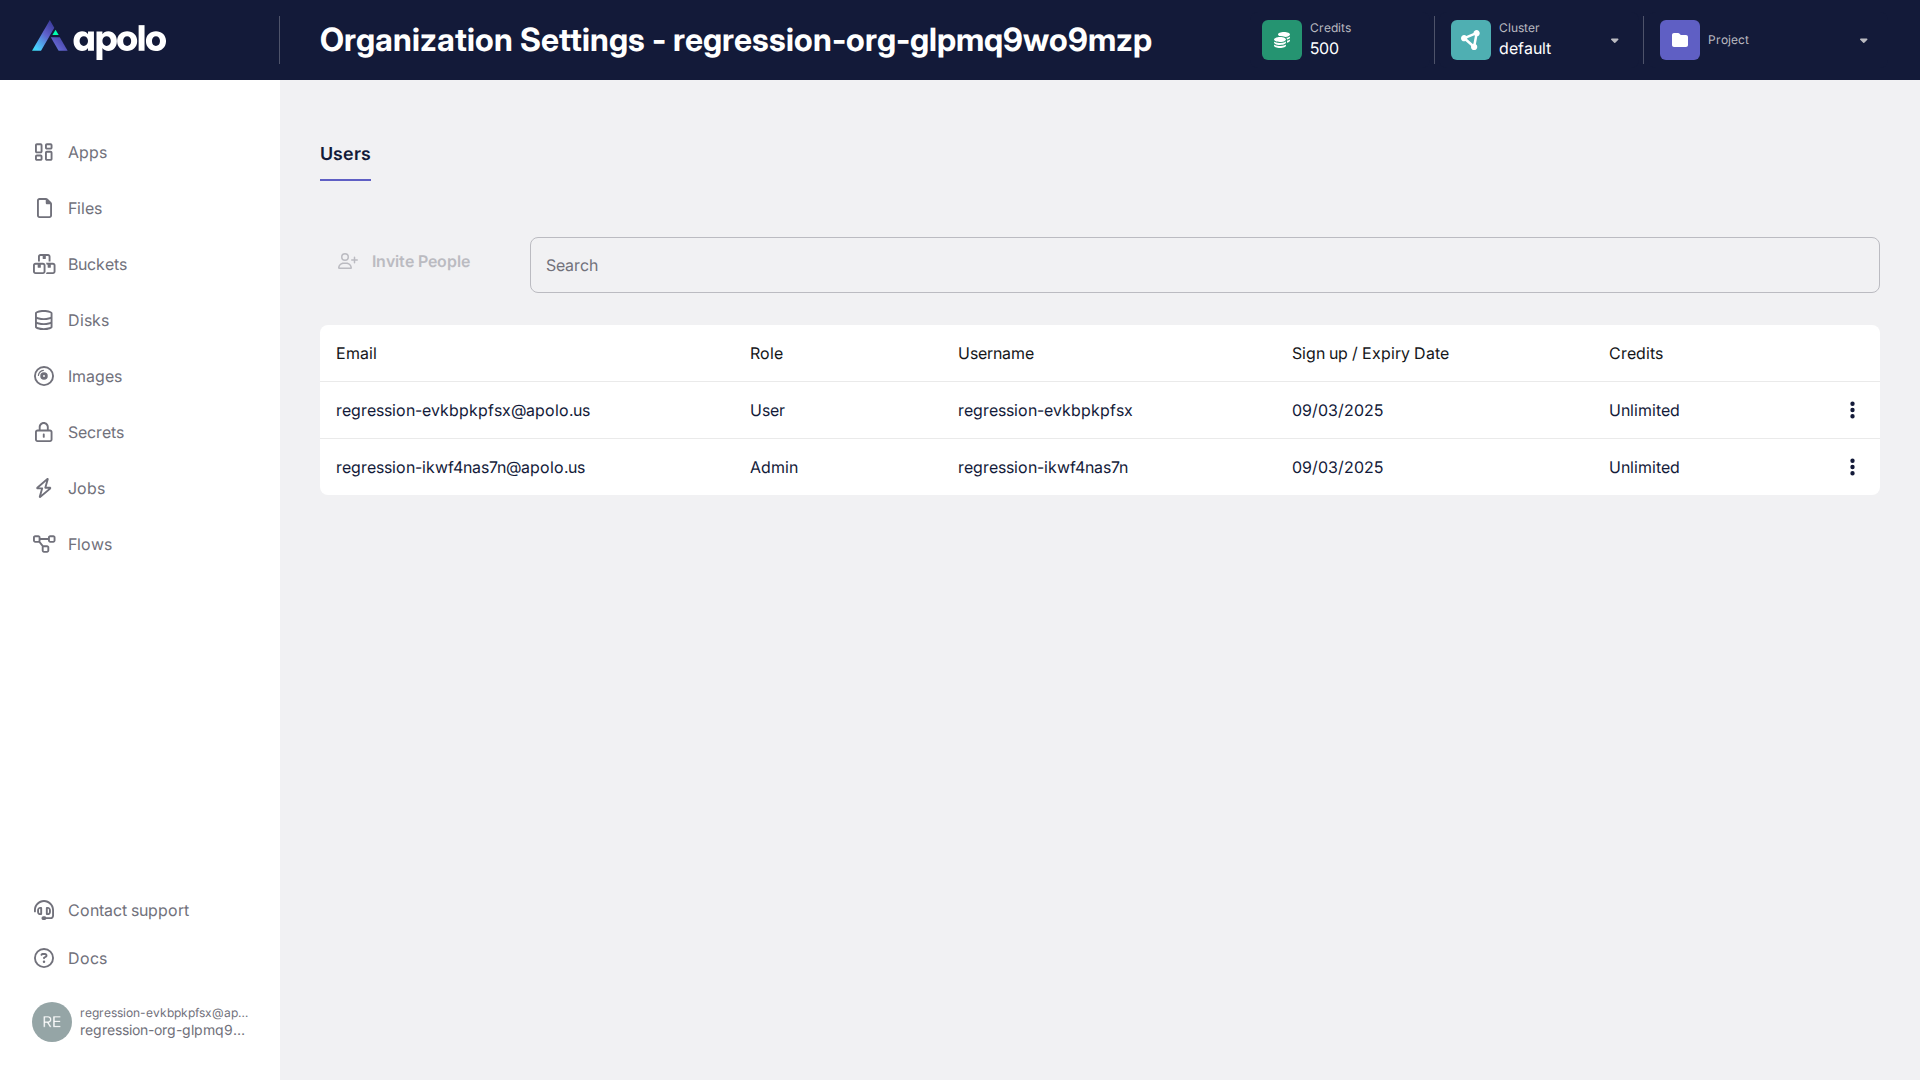 apolo
Organization Settings - regression-org-glpmq9wo9mzp
Credits
500
Cluster
default
Project
Apps
Files
Buckets
Disks
Images
Secrets
Jobs
Flows
Users
Invite People
Search
Email Role Username Sign up / Expiry Date Credits
regression-evkbpkpfsx@apolo.us User regression-evkbpkpfsx 09/03/2025 Unlimited
regression-ikwf4nas7n@apolo.us Admin regression-ikwf4nas7n 09/03/2025 Unlimited
Contact support
Docs
RE
regression-evkbpkpfsx@ap...
regression-org-glpmq9...